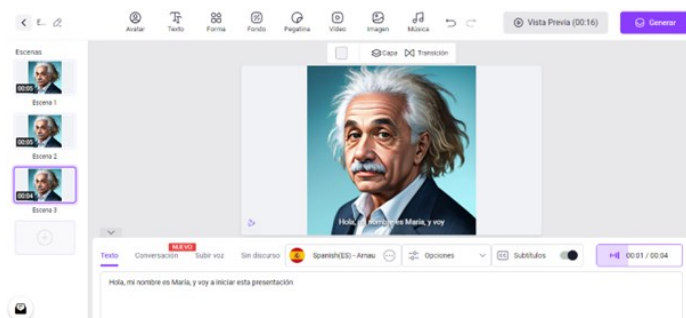 E...
Avatar
Texto
Forma
Fondo
Pegatina
Vídeo
Imagen
Música
Vista Previa (00:16)
Generar
Escenas
Capa
Transición
00:05
Escena 1
00:05
Escena 2
00:04
Escena 3
Hola, mi nombre es María, y voy
NUEVO
Texto
Conversación
Subir voz
Sin discurso
Spanish(ES) - Arnau
Opciones
CC
Subtítulos
00:01 / 00:04
Hola, mi nombre es María, y voy a iniciar esta presentación